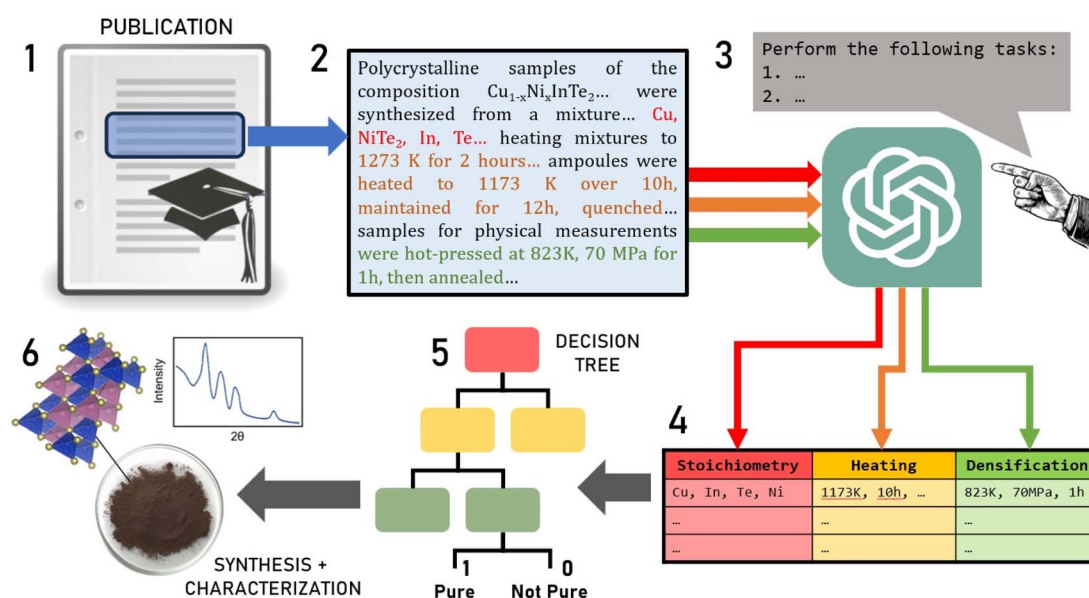 PUBLICATION
1
2
Polycrystalline samples of the
composition Cu₁₋ₓNiₓInTe₂... were
synthesized from a mixture... Cu,
NiTe₂, In, Te... heating mixtures to
1273 K for 2 hours... ampoules were
heated to 1173 K over 10h,
maintained for 12h, quenched...
samples for physical measurements
were hot-pressed at 823K, 70 MPa for
1h, then annealed...
3
Perform the following tasks:
1. ...
2. ...
4
Stoichiometry Heating Densification
Cu, In, Te, Ni 1173K, 10h, ... 823K, 70MPa, 1h
... ... ...
... ... ...
5
DECISION
TREE
1 0
Pure Not Pure
6
Intensity
2θ
SYNTHESIS +
CHARACTERIZATION